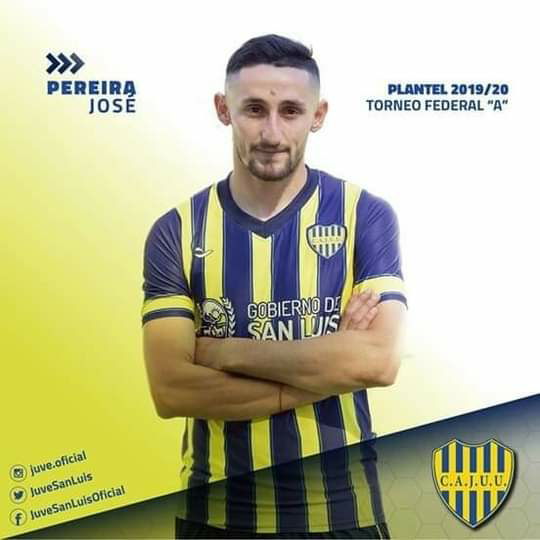 PEREIRA
JOSÉ
PLANTEL 2019/20
TORNEO FEDERAL "A"
C.A.J.U.U.
GOBIERNO DE
SAN LUIS
juve.oficial
JuveSanLuis
JuveSanLuisOficial
C.A.J.U.U.